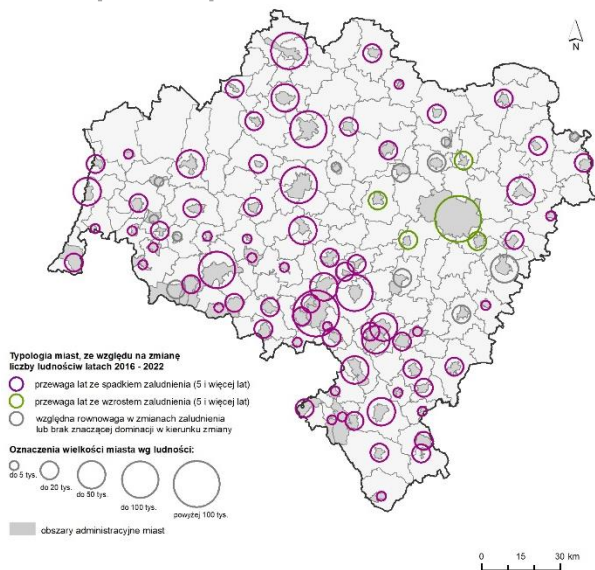 N
Typologia miast, ze względu na zmianę
liczby ludnościw latach 2016 - 2022
przewaga lat ze spadkiem zaludnienia (5 i więcej lat)
przewaga lat ze wzrostem zaludnienia (5 i więcej lat)
względna rownowaga w zmianach zaludnienia
lub brak znaczącej dominacji w kierunku zmiany
Oznaczenia wielkości miasta wg ludności:
do 5 tys.
do 20 tys.
do 50 tys.
do 100 tys.
powyżej 100 tys.
obszary administracyjne miast
0 15 30 km